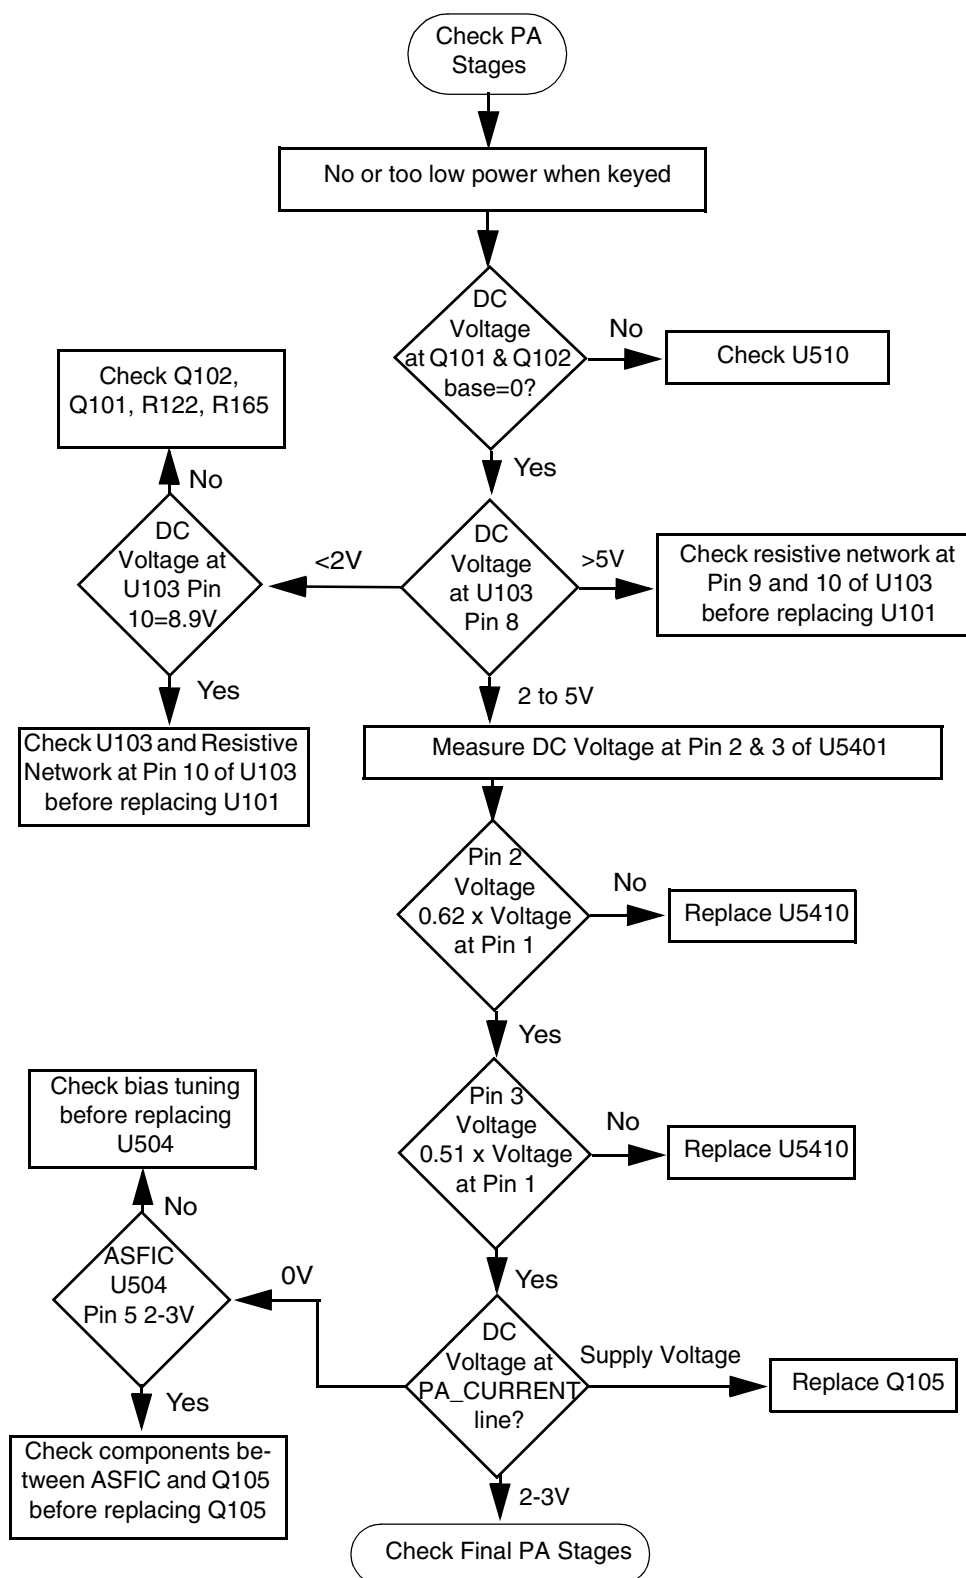 Check PA
Stages
No or too low power when keyed
DC
Voltage
at Q101 & Q102
base=0?
No
Check U510
Yes
Check Q102,
Q101, R122, R165
No
DC
Voltage at
U103 Pin
10=8.9V
<2V
DC
Voltage
at U103
Pin 8
>5V
Check resistive network at
Pin 9 and 10 of U103
before replacing U101
Yes
Check U103 and Resistive
Network at Pin 10 of U103
before replacing U101
2 to 5V
Measure DC Voltage at Pin 2 & 3 of U5401
Pin 2
Voltage
0.62 x Voltage
at Pin 1
No
Replace U5410
Yes
Pin 3
Voltage
0.51 x Voltage
at Pin 1
No
Replace U5410
Yes
Check bias tuning
before replacing
U504
No
ASFIC
U504
Pin 5 2-3V
0V
DC
Voltage at
PA_CURRENT
line?
Supply Voltage
Replace Q105
Yes
Check components be-
tween ASFIC and Q105
before replacing Q105
2-3V
Check Final PA Stages